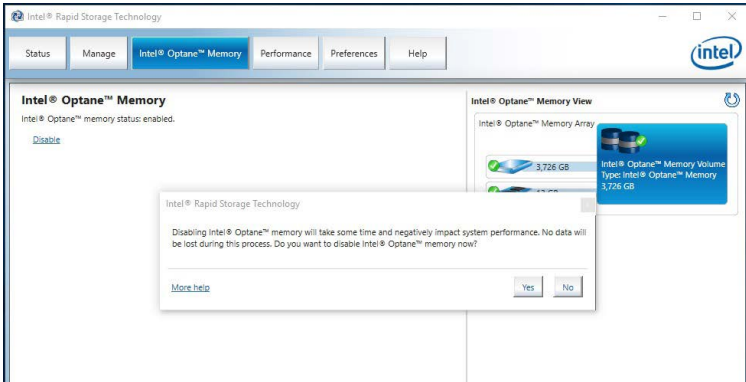 Intel® Rapid Storage Technology
Status
Manage
Intel® Optane™ Memory
Performance
Preferences
Help
intel
Intel® Optane™ Memory
Intel® Optane™ memory status: enabled.
Disable
Intel® Optane™ Memory View
Intel® Optane™ Memory Array
3,726 GB
Intel® Optane™ Memory Volume
Type: Intel® Optane™ Memory
3,726 GB
Intel® Rapid Storage Technology
Disabling Intel® Optane™ memory will take some time and negatively impact system performance. No data will
be lost during this process. Do you want to disable Intel® Optane™ memory now?
More help
Yes
No